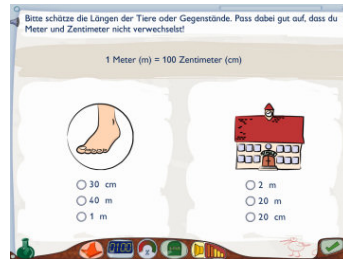 Bitte schätze die Längen der Tiere oder Gegenstände. Pass dabei gut auf, dass du
Meter und Zentimeter nicht verwechselst!
1 Meter (m) = 100 Zentimeter (cm)
30 cm
40 m
1 m
2 m
20 m
20 cm
0100